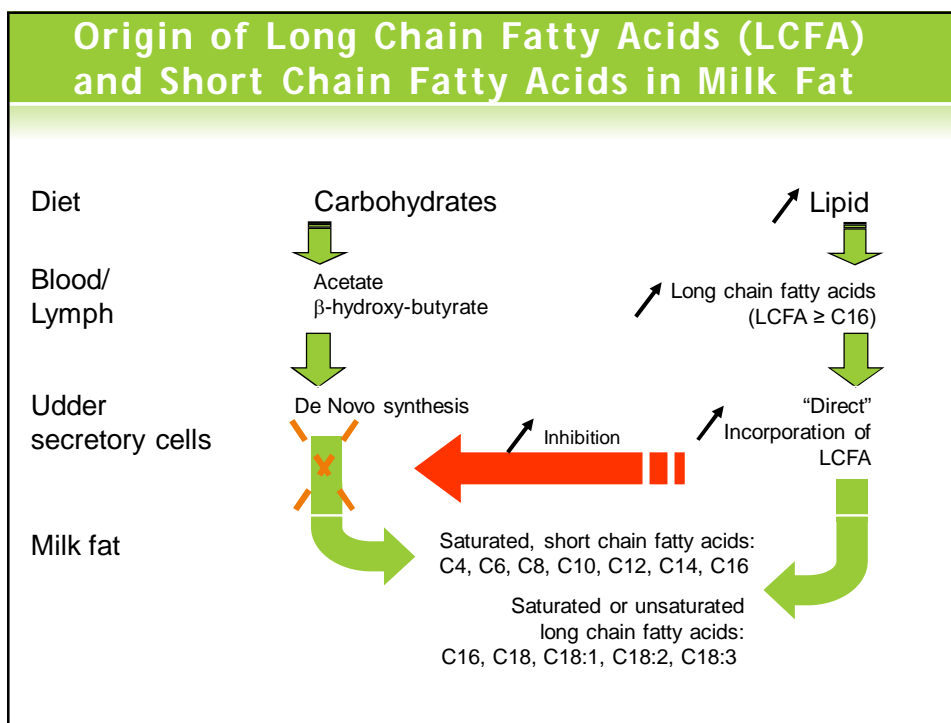 Origin of Long Chain Fatty Acids (LCFA)
and Short Chain Fatty Acids in Milk Fat
Diet
Carbohydrates
Lipid
Blood/
Lymph
Acetate
β-hydroxy-butyrate
Long chain fatty acids
(LCFA ≥ C16)
Udder
secretory cells
De Novo synthesis
Inhibition
“Direct”
Incorporation of
LCFA
Milk fat
Saturated, short chain fatty acids:
C4, C6, C8, C10, C12, C14, C16
Saturated or unsaturated
long chain fatty acids:
C16, C18, C18:1, C18:2, C18:3